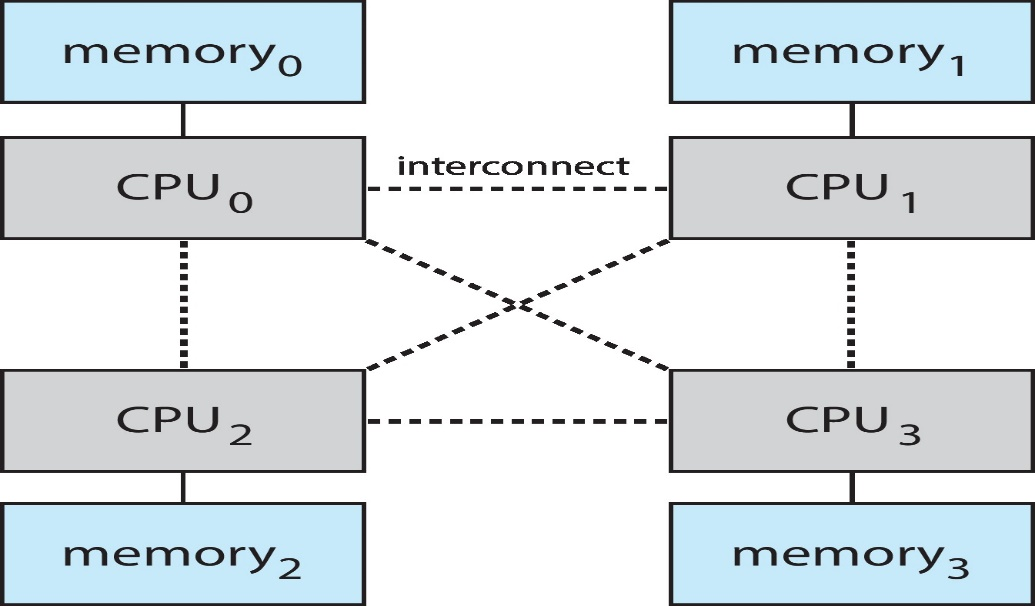 memory0
memory1
CPU0
interconnect
CPU1
CPU2
CPU3
memory2
memory3